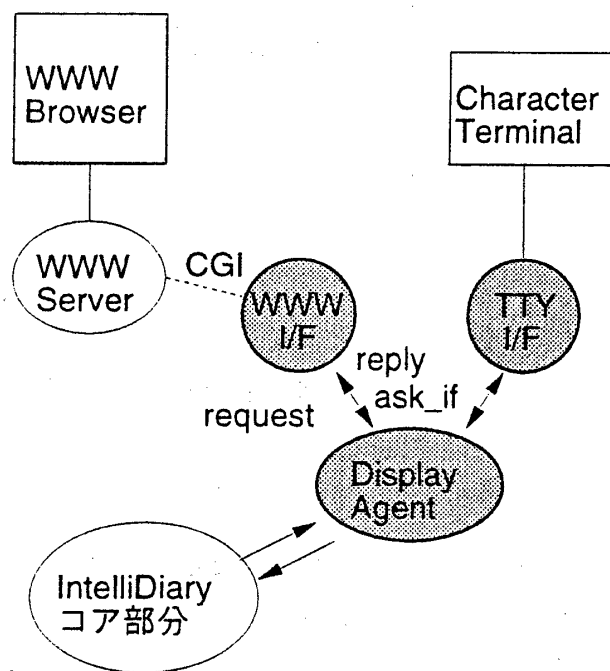 WWW
Browser
Character
Terminal
WWW
Server
CGI
WWW
I/F
TTY
I/F
reply
ask_if
request
Display
Agent
IntelliDiary
コア部分